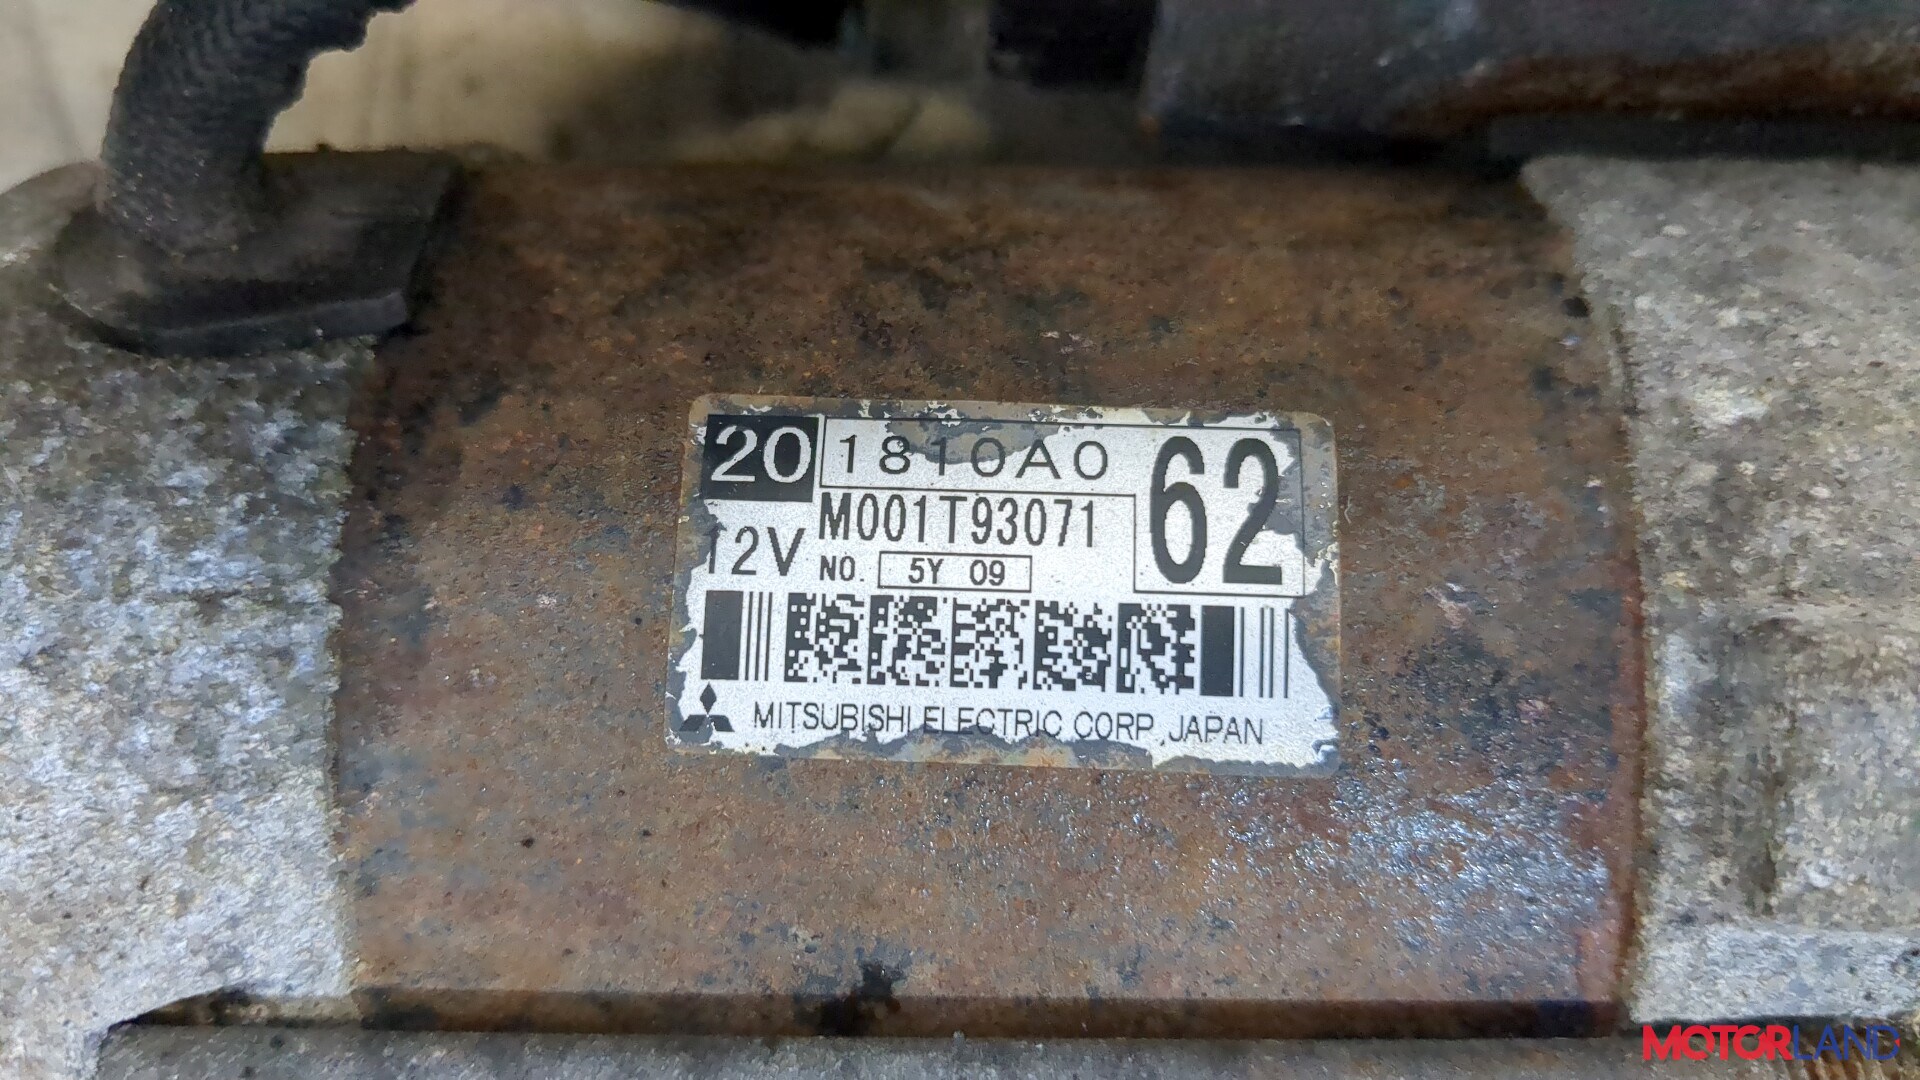 20 1810A0 62
M001T93071
12V NO. 5Y 09
MITSUBISHI ELECTRIC CORP. JAPAN
MOTORLAND